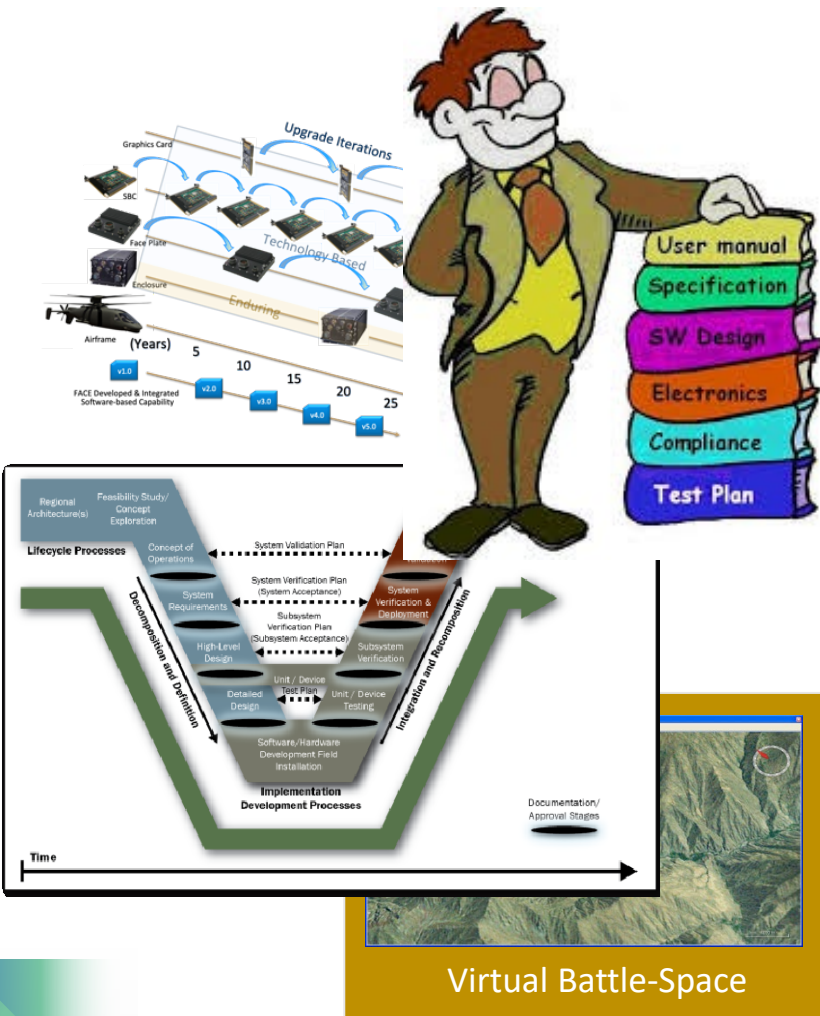 Graphics Card
Upgrade Iterations
SBC
Face Plate
Technology Based
Enclosure
Enduring
Airframe
(Years)
5
10
15
20
25
v1.0
v2.0
v3.0
v4.0
v5.0
FACE Developed & Integrated
Software-based Capability
User manual
Specification
SW Design
Electronics
Compliance
Test Plan
Regional
Architecture(s)
Feasibility Study/
Concept
Exploration
Lifecycle Processes
Concept of
Operations
System Validation Plan
System
Requirements
System Verification Plan
(System Acceptance)
System
Verification &
Deployment
High-Level
Design
Subsystem
Verification Plan
(Subsystem Acceptance)
Subsystem
Verification
Detailed
Design
Unit / Device
Test Plan
Unit / Device
Testing
Software/Hardware
Development Field
Installation
Decomposition and Definition
Integration and Recomposition
Implementation
Development Processes
Documentation/
Approval Stages
Time
Virtual Battle-Space